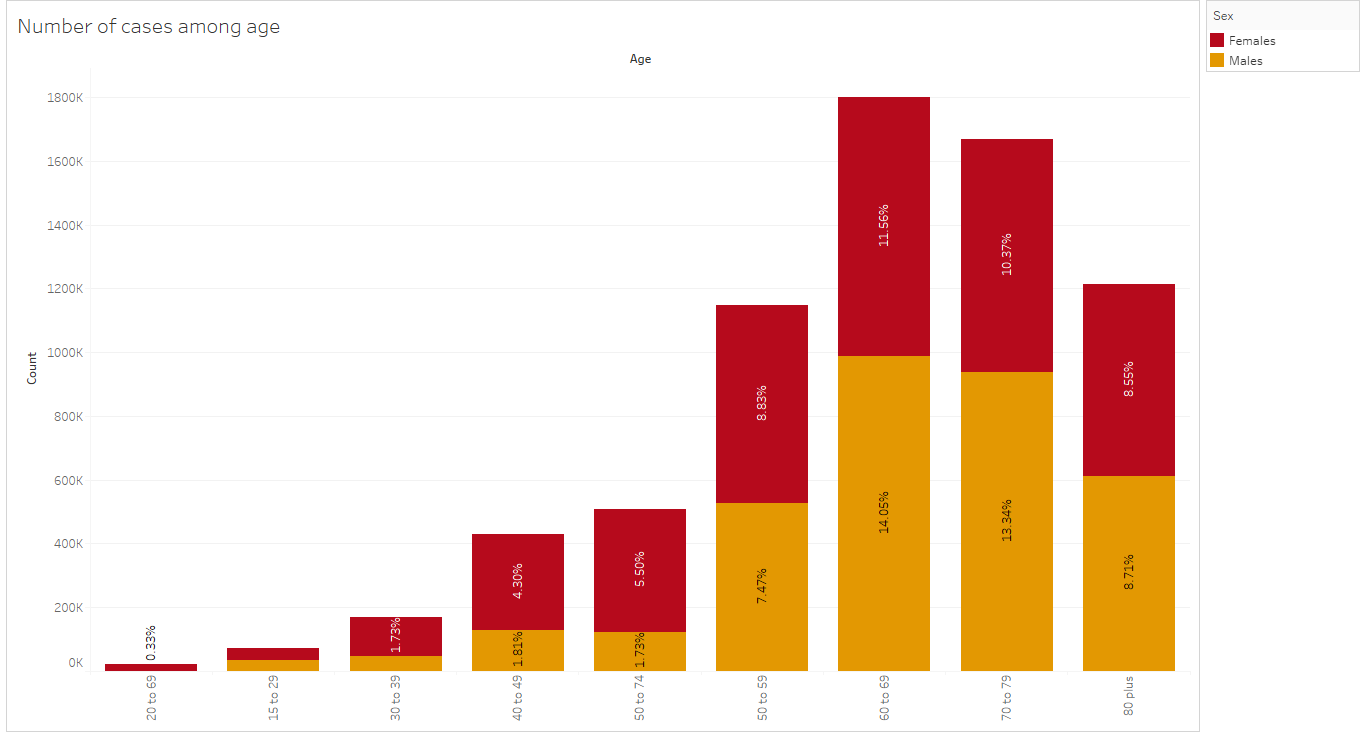 Number of cases among age
Sex
Females
Males
Age
1800K
1600K
1400K
1200K
1000K
800K
600K
400K
200K
0K
Count
0.33%
1.73%
4.30%
1.81%
5.50%
1.73%
8.83%
7.47%
11.56%
14.05%
10.37%
13.34%
8.55%
8.71%
20 to 69
15 to 29
30 to 39
40 to 49
50 to 74
50 to 59
60 to 69
70 to 79
80 plus